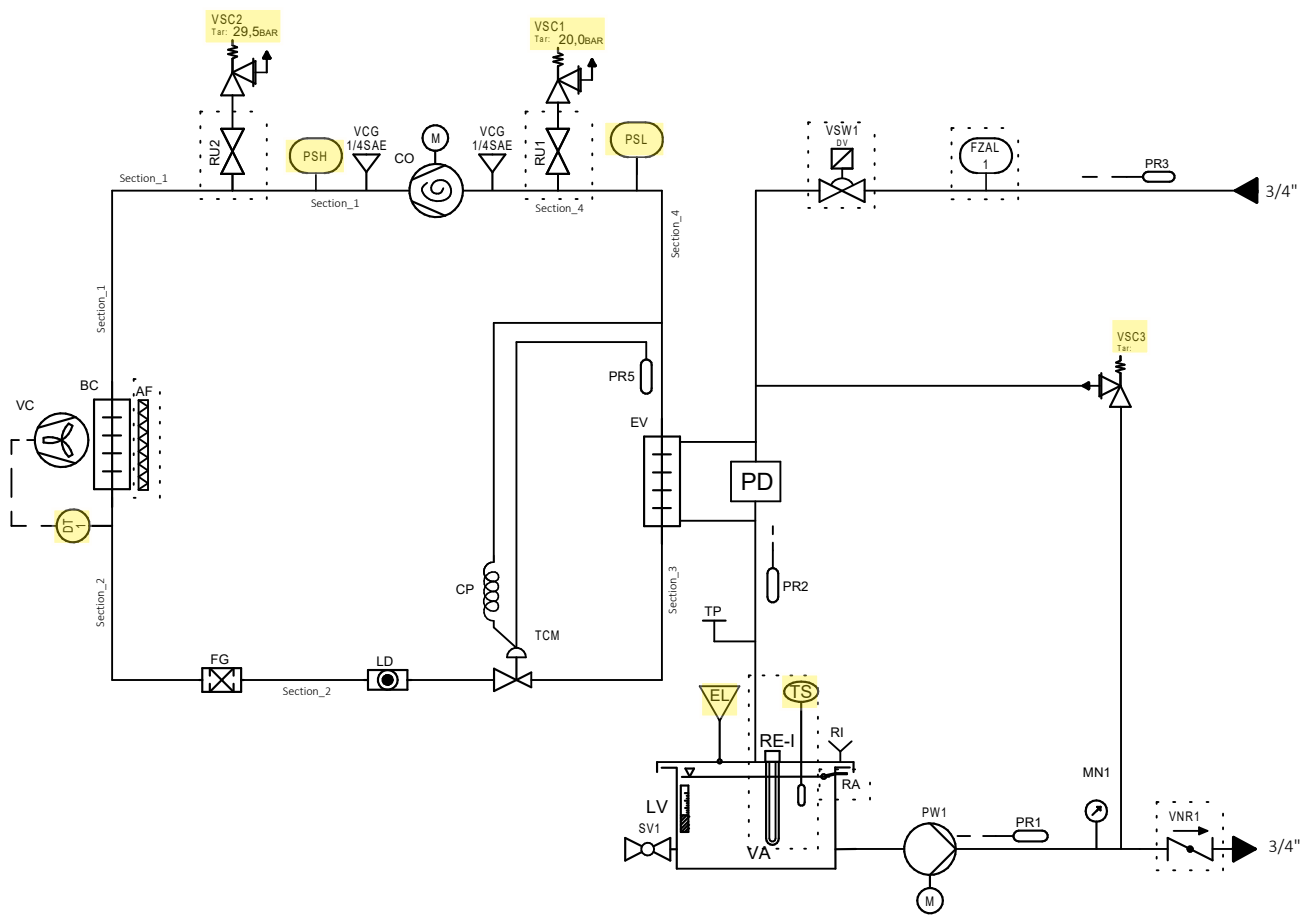 VSC2
Tar: 29,5BAR
VSC1
Tar: 20,0BAR
RU2
PSH
VCG
1/4SAE
CO
M
VCG
1/4SAE
RU1
PSL
VSW1
DV
FZAL
1
PR3
3/4"
Section_1
Section_1
Section_4
Section_4
Section_1
VSC3
Tar:
PR5
BC
AF
VC
EV
PD
DT
1
Section_2
CP
Section_3
PR2
TP
TCM
FG
LD
Section_2
EL
TS
RE-I
RI
RA
MN1
LV
SV1
VA
PW1
PR1
VNR1
3/4"
M